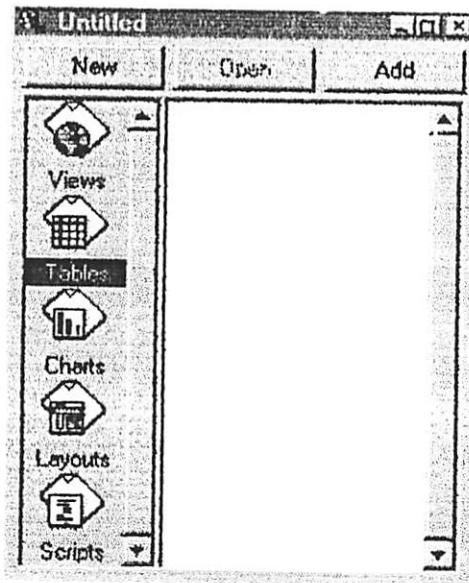 Untitled
New Open Add
Views
Tables
Charts
Layouts
Scripts